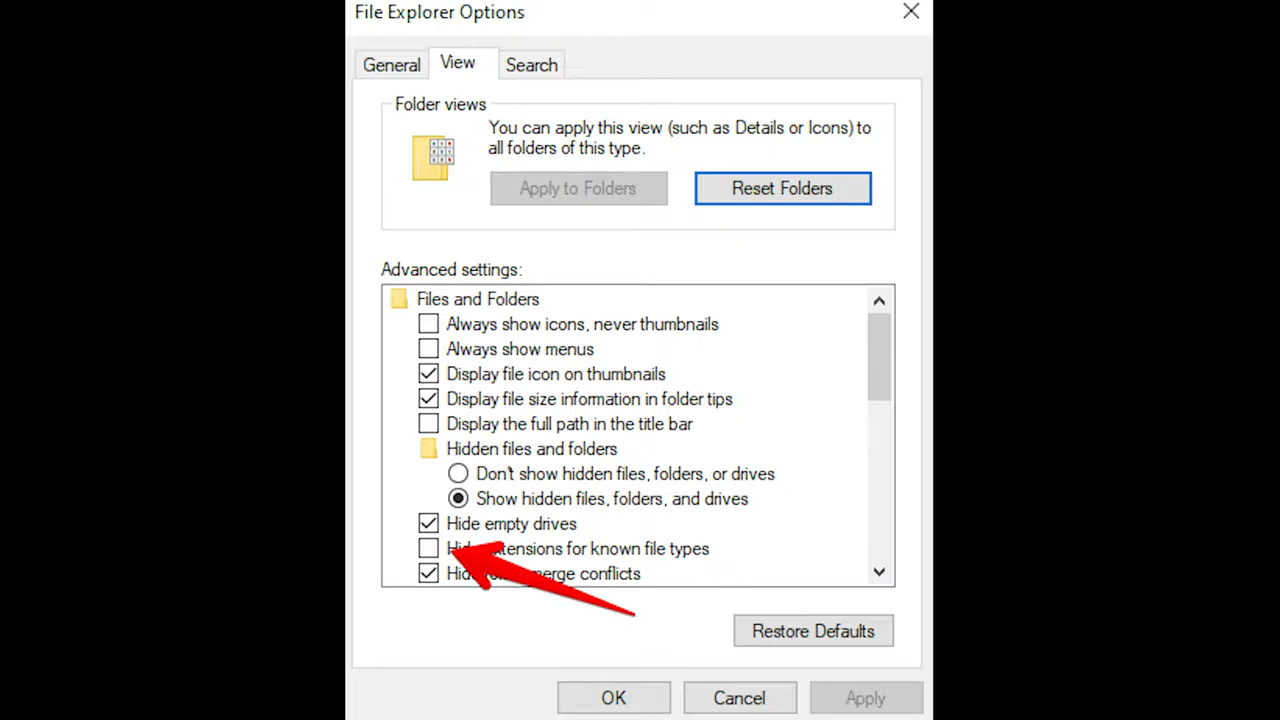 File Explorer Options
General View Search
Folder views
You can apply this view (such as Details or Icons) to
all folders of this type.
Apply to Folders Reset Folders
Advanced settings:
Files and Folders
Always show icons, never thumbnails
Always show menus
Display file icon on thumbnails
Display file size information in folder tips
Display the full path in the title bar
Hidden files and folders
Don't show hidden files, folders, or drives
Show hidden files, folders, and drives
Hide empty drives
for known file types
conflicts
Restore Defaults
OK Cancel Apply